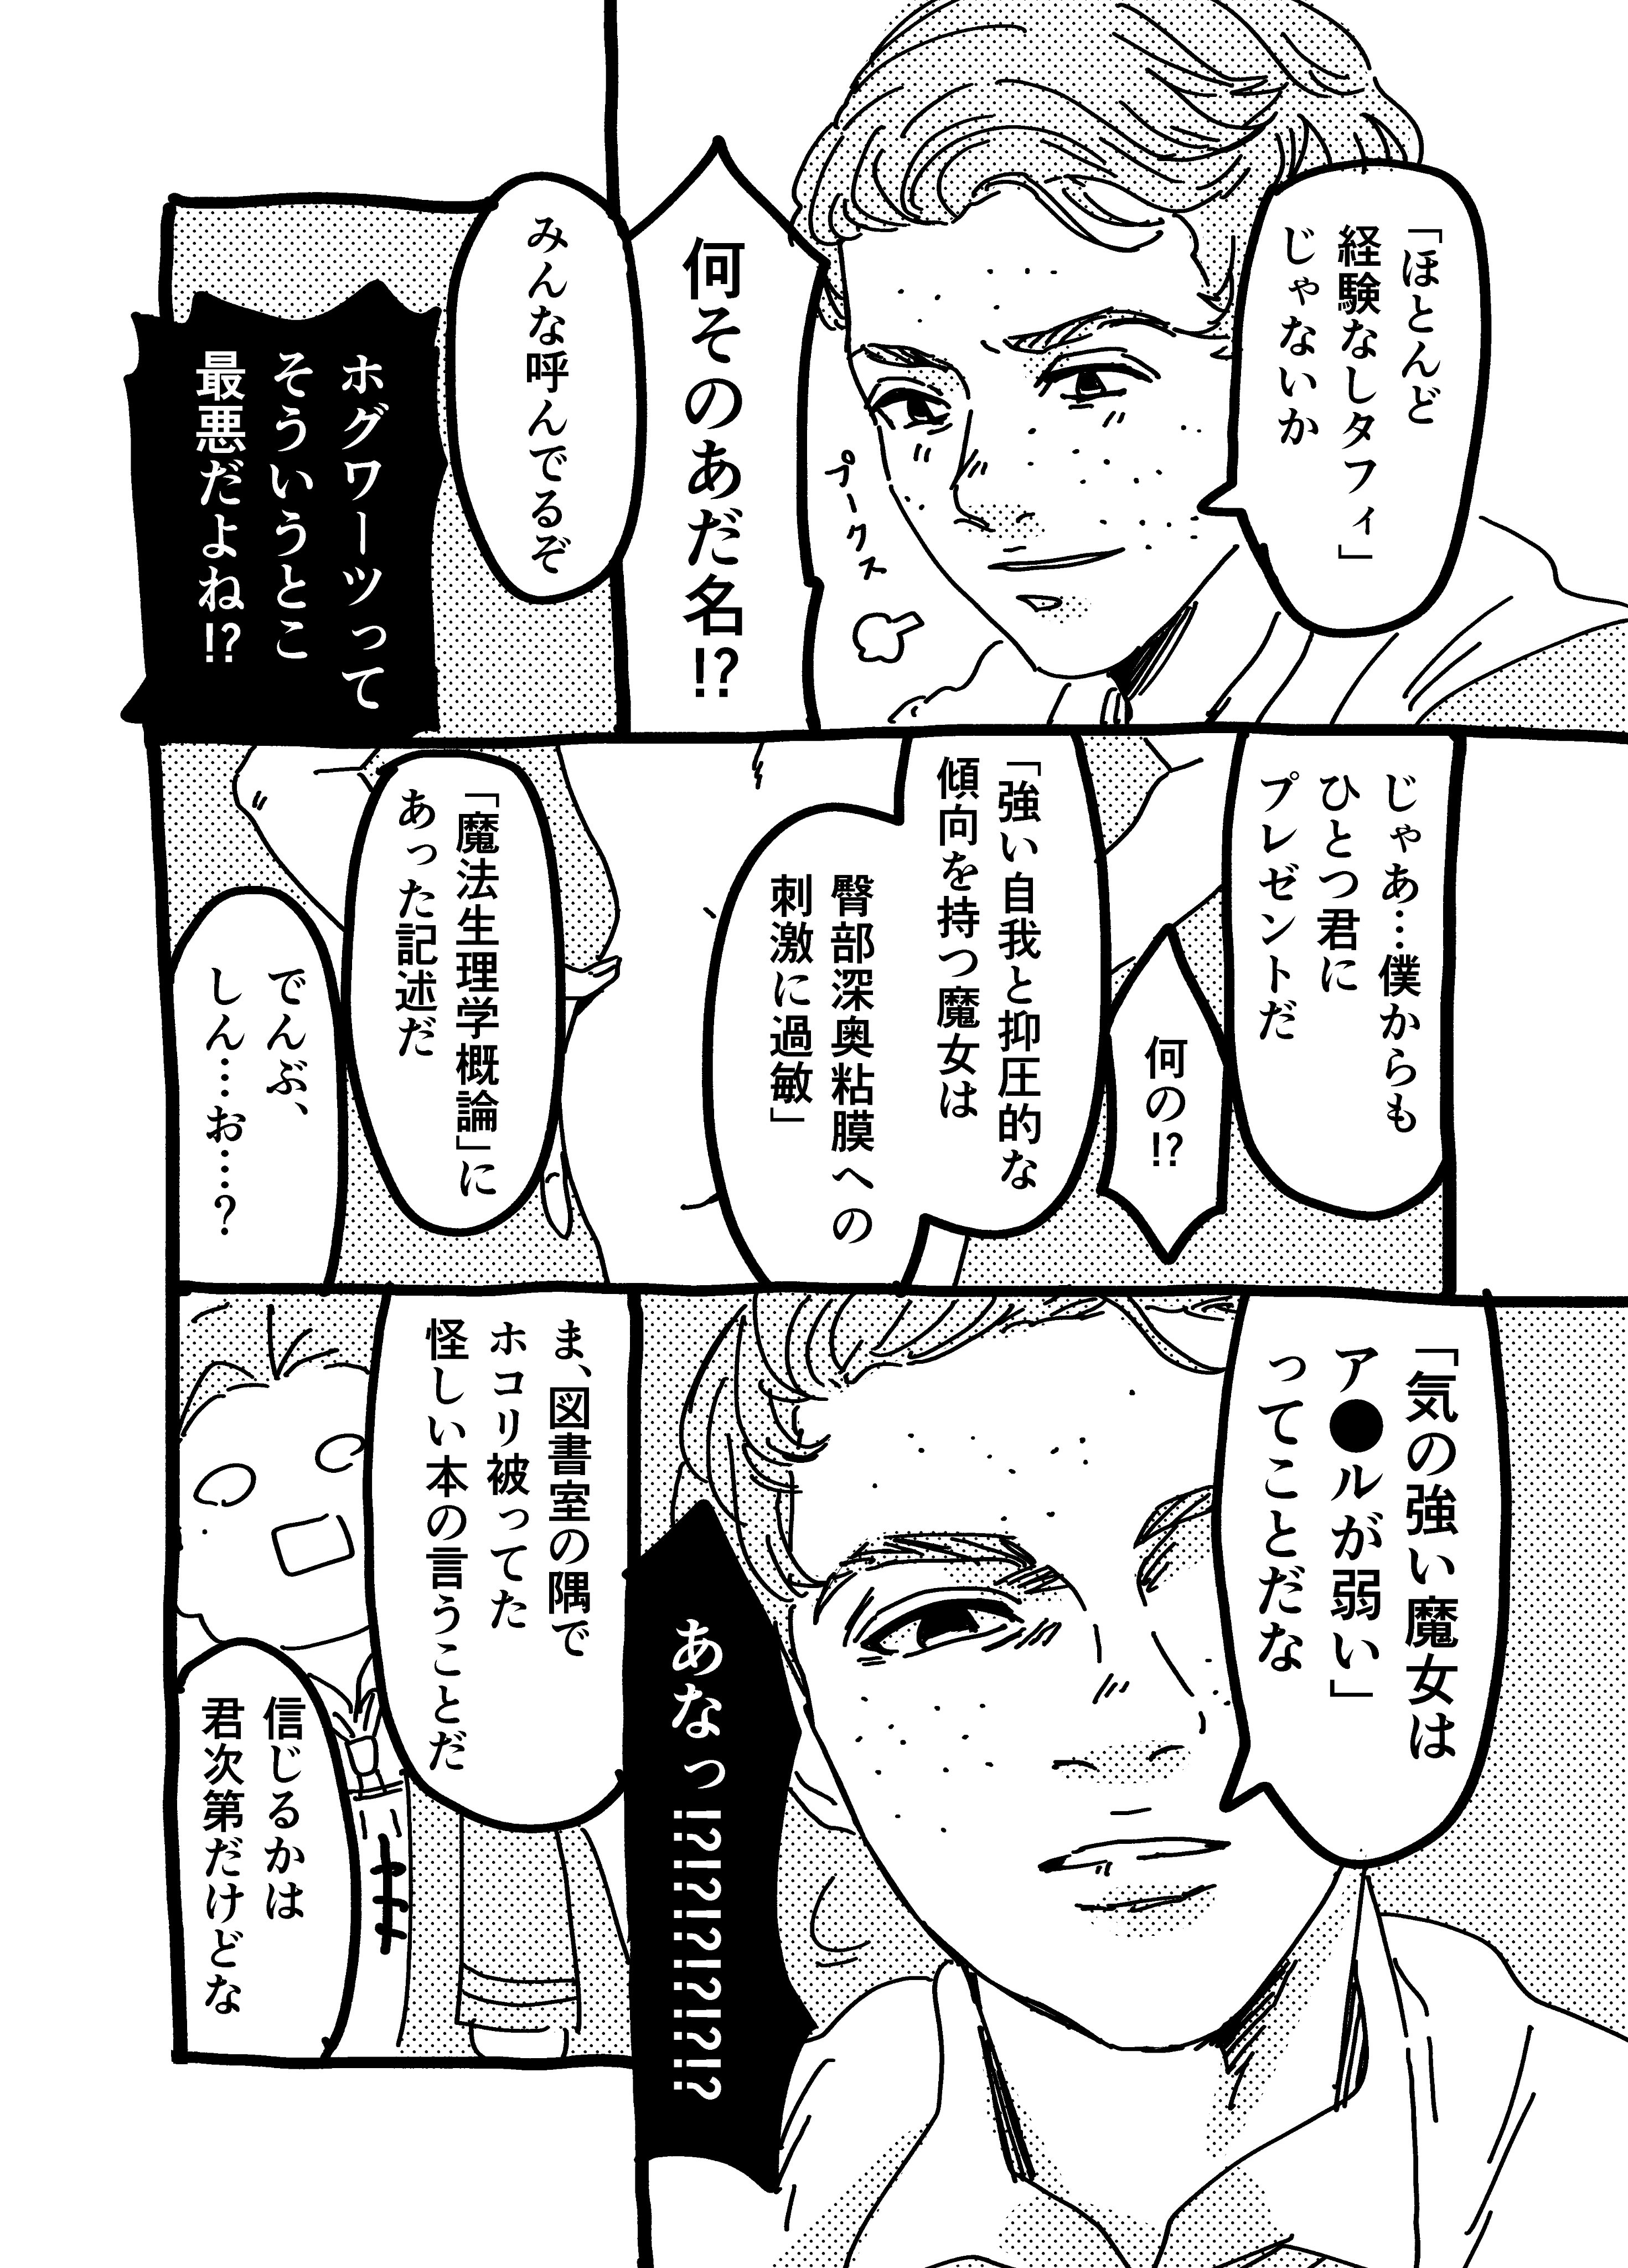 「ほとんど
経験なしタフィ」
じゃないか
プークス
何そのあだ名!?
みんな呼んでるぞ
ホグワーツって
そういうとこ
最悪だよね!?
じゃあ…僕からも
ひとつ君に
プレゼントだ
何の!?
「強い自我と抑圧的な
傾向を持つ魔女は
臀部深奥粘膜への
刺激に過敏」
「魔法生理学概論」に
あった記述だ
でんぶ、
しん…お…?
「気の強い魔女は
ア●ルが弱い」
ってことだな
あなっ!?!?!?!?!?!?
ま、図書室の隅で
ホコリ被ってた
怪しい本の言うことだ
信じるかは
君次第だけどな